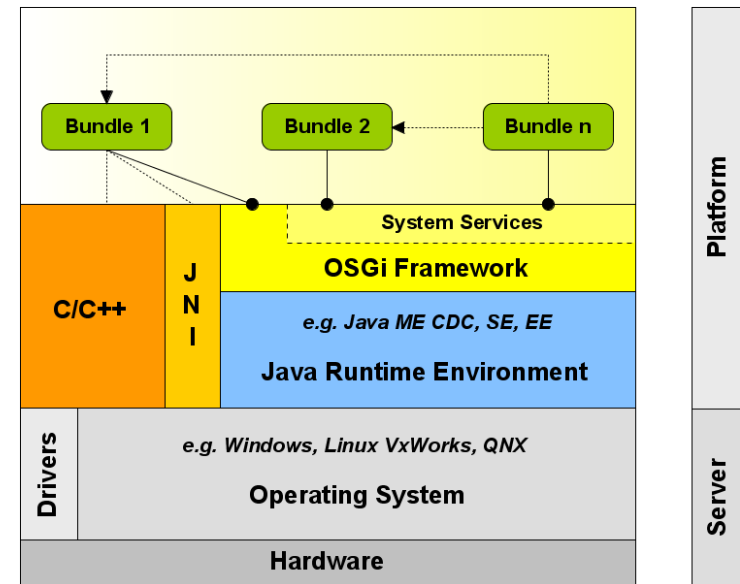 Bundle 1
Bundle 2
Bundle n
System Services
OSGi Framework
C/C++
J
N
I
e.g. Java ME CDC, SE, EE
Java Runtime Environment
Drivers
e.g. Windows, Linux VxWorks, QNX
Operating System
Hardware
Platform
Server